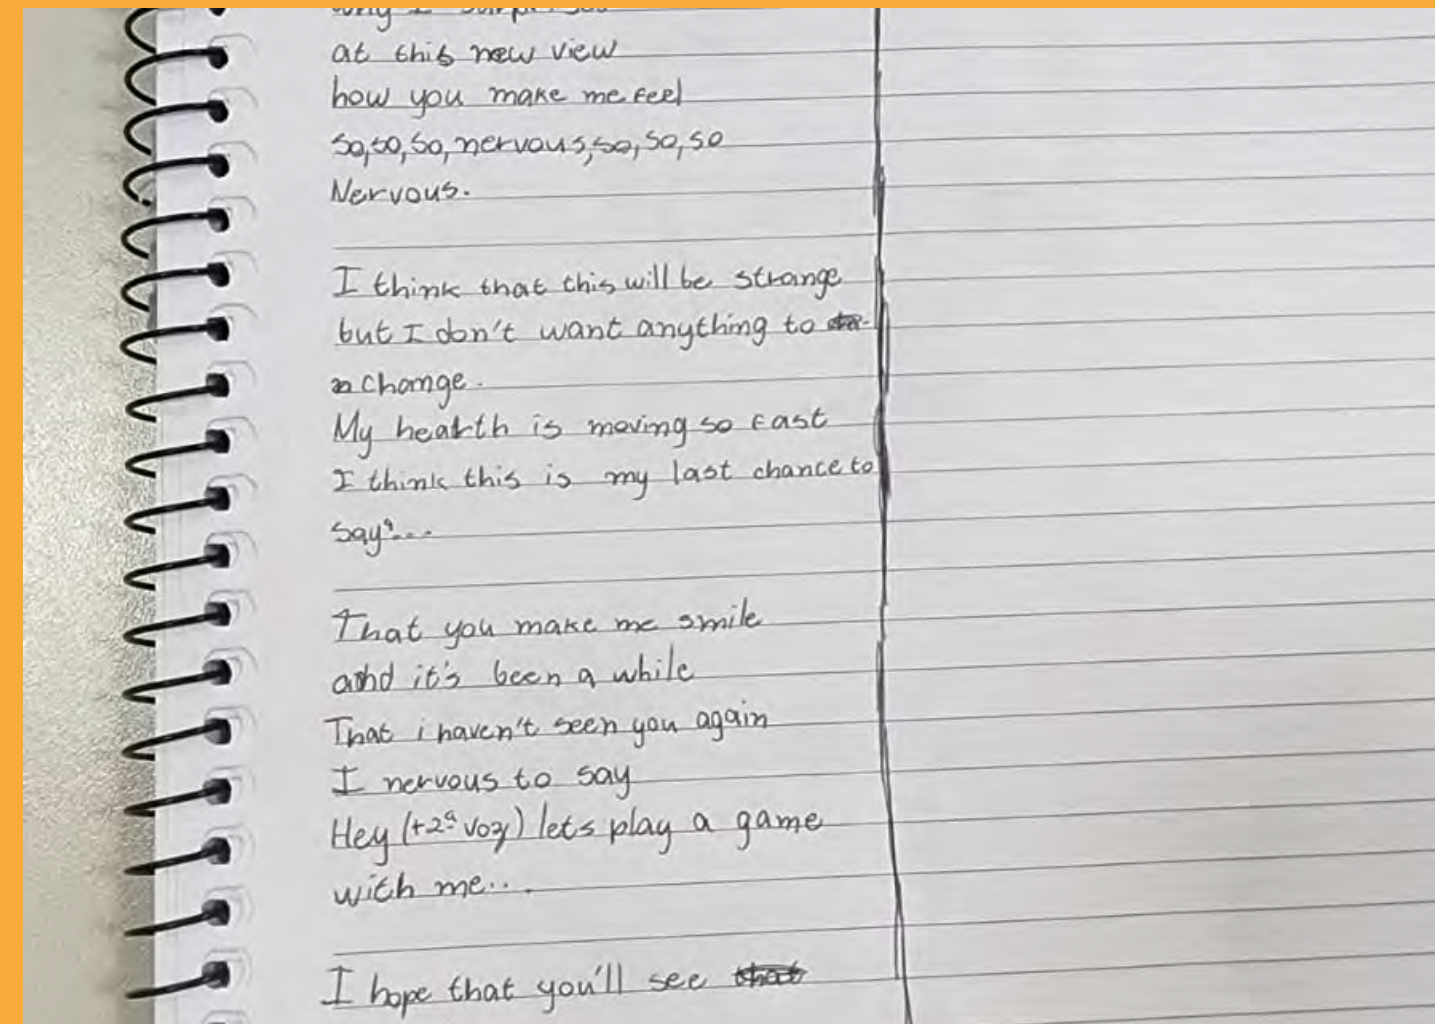 why I surprised
at this new view
how you make me feel
so,so,so,nervous,so,so,so
Nervous.
I think that this will be strange
but I don't want anything to
change.
My hearth is moving so fast
I think this is my last chance to
say"...
That you make me smile
and it's been a while
That i haven't seen you again
I nervous to say
Hey (+2ª voz) lets play a game
with me...
I hope that you'll see